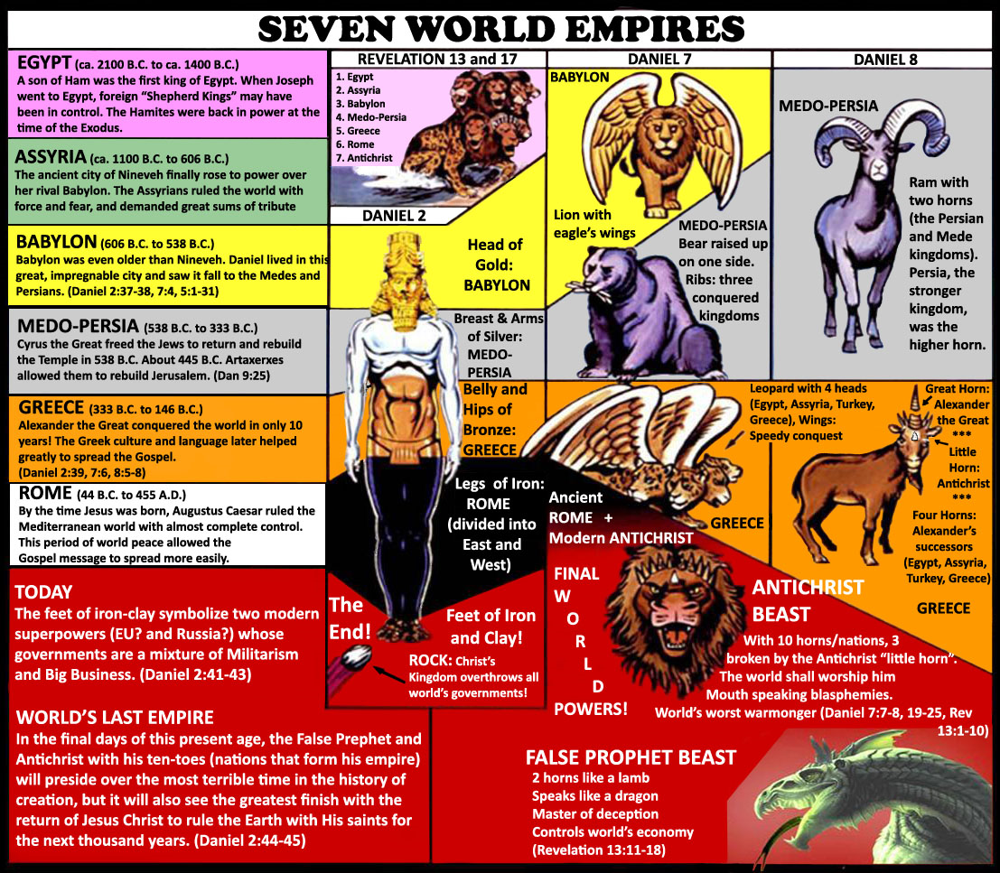 SEVEN WORLD EMPIRES
EGYPT (ca. 2100 B.C. to ca. 1400 B.C.)
A son of Ham was the first king of Egypt. When Joseph
went to Egypt, foreign “Shepherd Kings” may have
been in control. The Hamites were back in power at the
time of the Exodus.
ASSYRIA (ca. 1100 B.C. to 606 B.C.)
The ancient city of Nineveh finally rose to power over
her rival Babylon. The Assyrians ruled the world with
force and fear, and demanded great sums of tribute
BABYLON (606 B.C. to 538 B.C.)
Babylon was even older than Nineveh. Daniel lived in this
great, impregnable city and saw it fall to the Medes and
Persians. (Daniel 2:37-38, 7:4, 5:1-31)
MEDO-PERSIA (538 B.C. to 333 B.C.)
Cyrus the Great freed the Jews to return and rebuild
the Temple in 538 B.C. About 445 B.C. Artaxerxes
allowed them to rebuild Jerusalem. (Dan 9:25)
GREECE (333 B.C. to 146 B.C.)
Alexander the Great conquered the world in only 10
years! The Greek culture and language later helped
greatly to spread the Gospel.
(Daniel 2:39, 7:6, 8:5-8)
ROME (44 B.C. to 455 A.D.)
By the time Jesus was born, Augustus Caesar ruled the
Mediterranean world with almost complete control.
This period of world peace allowed the
Gospel message to spread more easily.
TODAY
The feet of iron-clay symbolize two modern
superpowers (EU? and Russia?) whose
governments are a mixture of Militarism
and Big Business. (Daniel 2:41-43)
WORLD’S LAST EMPIRE
In the final days of this present age, the False Prephet and
Antichrist with his ten-toes (nations that form his empire)
will preside over the most terrible time in the history of
creation, but it will also see the greatest finish with the
return of Jesus Christ to rule the Earth with His saints for
the next thousand years. (Daniel 2:44-45)
REVELATION 13 and 17
1. Egypt
2. Assyria
3. Babylon
4. Medo-Persia
5. Greece
6. Rome
7. Antichrist
DANIEL 2
Head of
Gold:
BABYLON
Breast & Arms
of Silver:
MEDO-
PERSIA
Belly and
Hips of
Bronze:
GREECE
Legs of Iron:
ROME
(divided into
East and
West)
The
End!
Feet of Iron
and Clay!
ROCK: Christ’s
Kingdom overthrows all
world’s governments!
DANIEL 7
BABYLON
Lion with
eagle’s wings
MEDO-PERSIA
Bear raised up
on one side.
Ribs: three
conquered
kingdoms
Leopard with 4 heads
(Egypt, Assyria, Turkey,
Greece), Wings:
Speedy conquest
GREECE
Ancient
ROME +
Modern ANTICHRIST
FINAL
W
O
R
L
D
POWERS!
DANIEL 8
MEDO-PERSIA
Ram with
two horns
(the Persian
and Mede
kingdoms).
Persia, the
stronger
kingdom,
was the
higher horn.
Great Horn:
Alexander
the Great
***
Little
Horn:
Antichrist
***
Four Horns:
Alexander’s
successors
(Egypt, Assyria,
Turkey, Greece)
GREECE
ANTICHRIST
BEAST
With 10 horns/nations, 3
broken by the Antichrist “little horn”.
The world shall worship him
Mouth speaking blasphemies.
World’s worst warmonger (Daniel 7:7-8, 19-25, Rev
13:1-10)
FALSE PROPHET BEAST
2 horns like a lamb
Speaks like a dragon
Master of deception
Controls world’s economy
(Revelation 13:11-18)